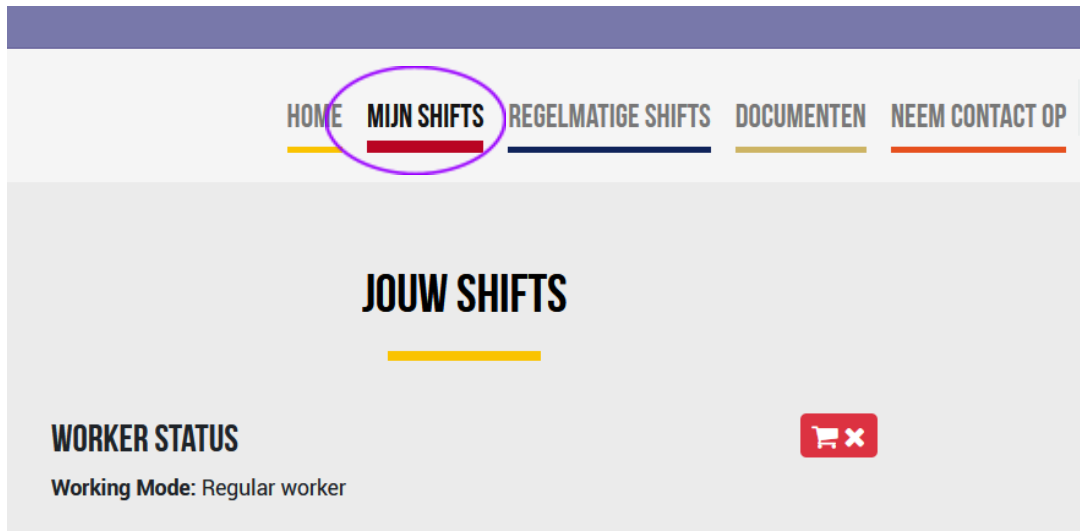 HOME MIJN SHIFTS REGELMATIGE SHIFTS DOCUMENTEN NEEM CONTACT OP
JOUW SHIFTS
WORKER STATUS
Working Mode: Regular worker